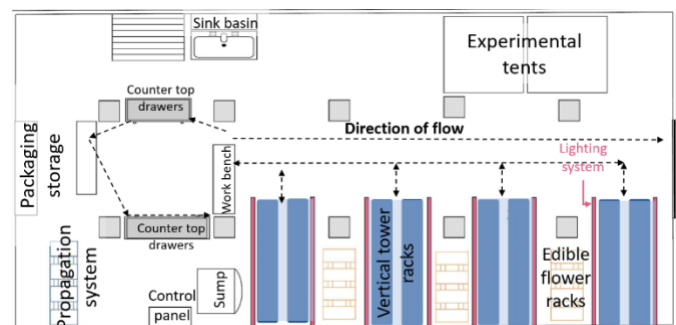 Sink basin
Experimental
tents
Counter top
drawers
Direction of flow
Packaging
storage
Lighting
system
Work bench
Counter top
drawers
Propagation
system
Control
panel
Sump
Vertical tower
racks
Edible
flower
racks